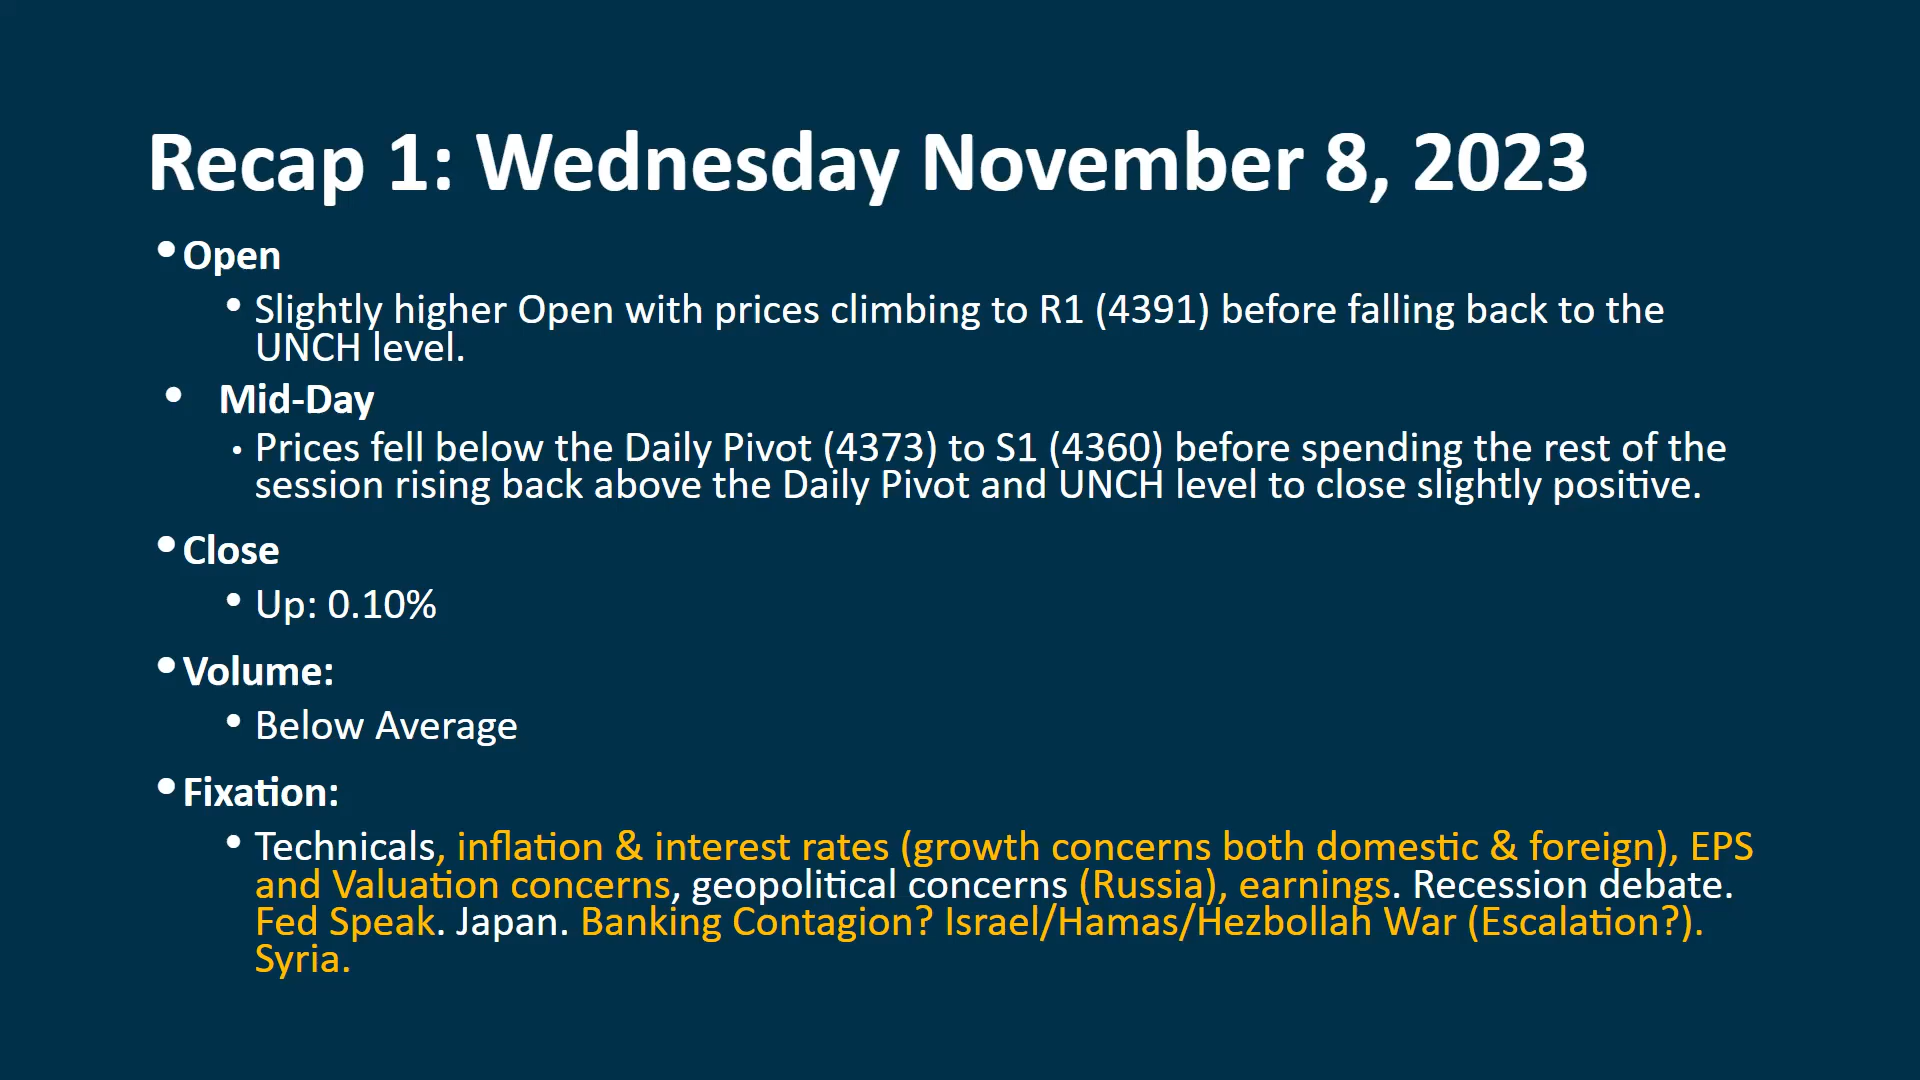 Recap 1: Wednesday November 8, 2023
• Open
• Slightly higher Open with prices climbing to R1 (4391) before falling back to the
UNCH level.
• Mid-Day
• Prices fell below the Daily Pivot (4373) to S1 (4360) before spending the rest of the
session rising back above the Daily Pivot and UNCH level to close slightly positive.
• Close
• Up: 0.10%
• Volume:
• Below Average
• Fixation:
• Technicals, inflation & interest rates (growth concerns both domestic & foreign), EPS
and Valuation concerns, geopolitical concerns (Russia), earnings. Recession debate.
Fed Speak. Japan. Banking Contagion? Israel/Hamas/Hezbollah War (Escalation?).
Syria.